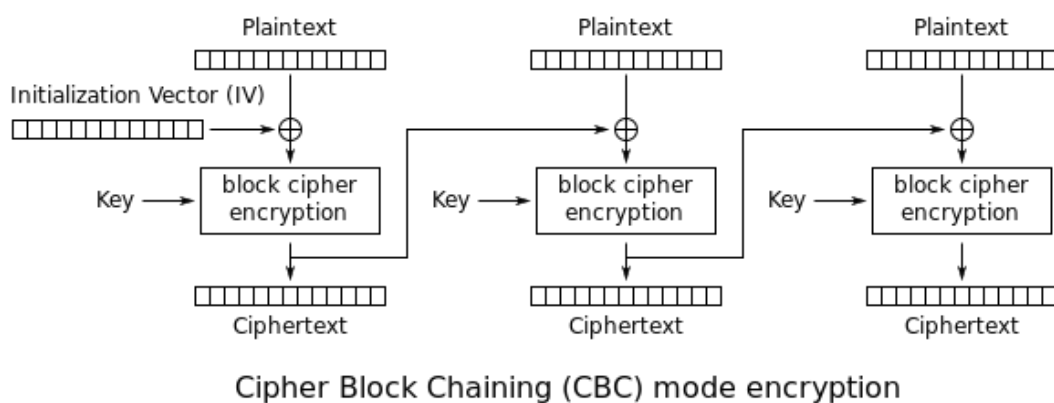 Plaintext
Plaintext
Plaintext
Initialization Vector (IV)
Key
block cipher
encryption
Key
block cipher
encryption
Key
block cipher
encryption
Ciphertext
Ciphertext
Ciphertext
Cipher Block Chaining (CBC) mode encryption